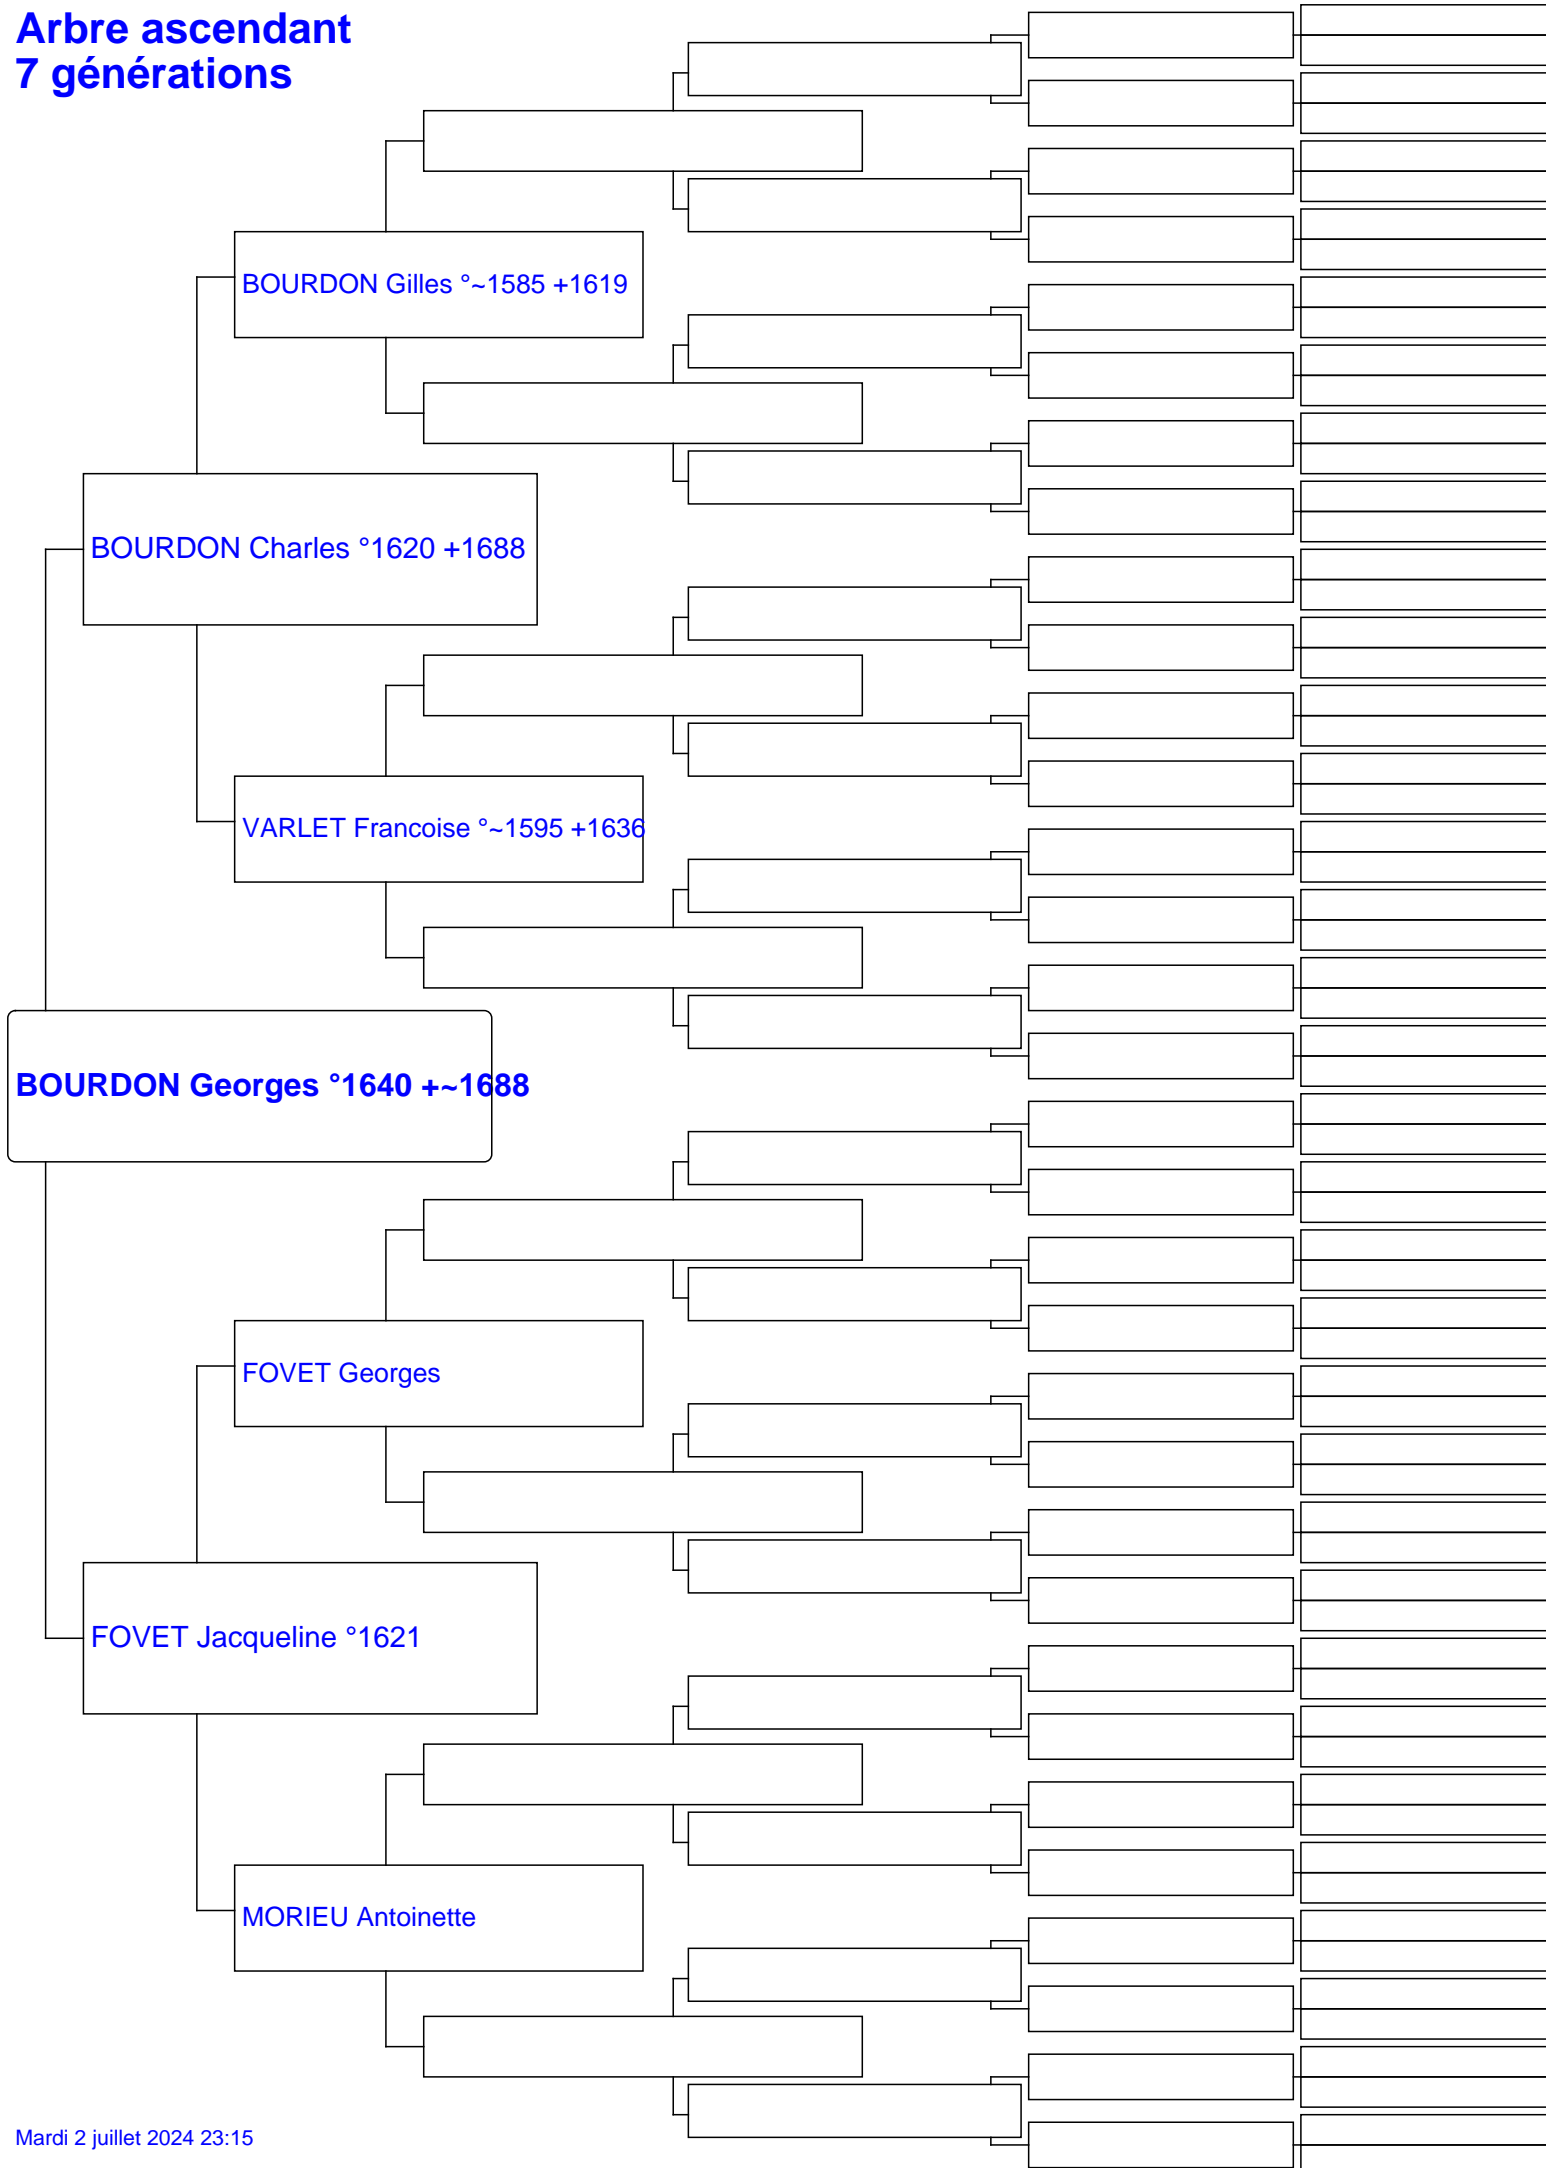 Arbre ascendant
7 générations
BOURDON Gilles °~1585 +1619
BOURDON Charles °1620 +1688
VARLET Francoise °~1595 +1636
BOURDON Georges °1640 +~1688
FOVET Georges
FOVET Jacqueline °1621
MORIEU Antoinette
Mardi 2 juillet 2024 23:15